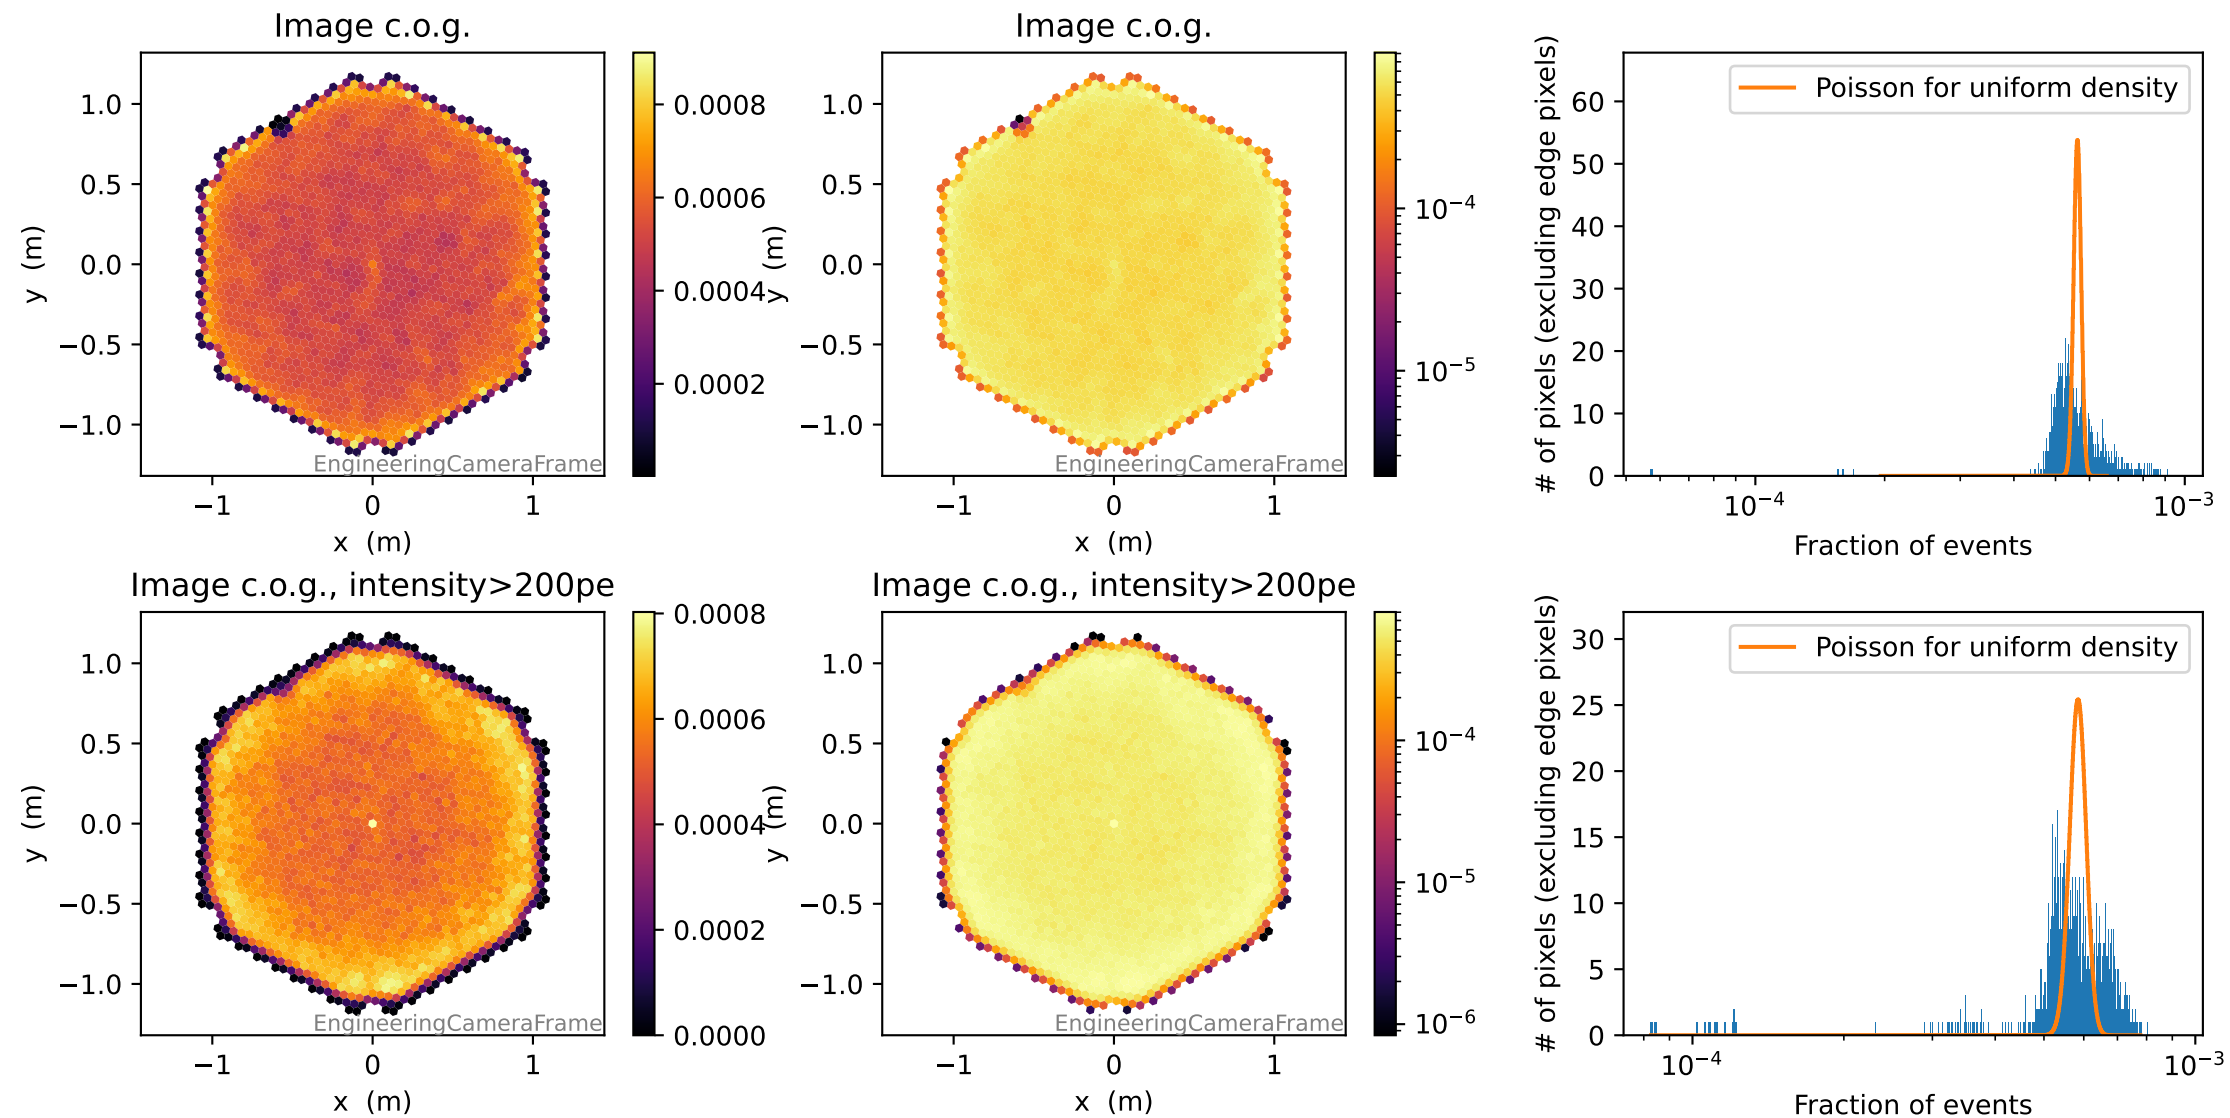 Image c.o.g.
1.0
0.5
0.0
−0.5
−1.0
y (m)
−1 0 1
x (m)
EngineeringCameraFrame
0.0008
0.0006
0.0004
0.0002
Image c.o.g.
1.0
0.5
0.0
−0.5
−1.0
y (m)
−1 0 1
x (m)
EngineeringCameraFrame
10⁻⁴
10⁻⁵
# of pixels (excluding edge pixels)
60
50
40
30
20
10
0
Poisson for uniform density
10⁻⁴ 10⁻³
Fraction of events
Image c.o.g., intensity>200pe
1.0
0.5
0.0
−0.5
−1.0
y (m)
−1 0 1
x (m)
EngineeringCameraFrame
0.0008
0.0006
0.0004
0.0002
0.0000
Image c.o.g., intensity>200pe
1.0
0.5
0.0
−0.5
−1.0
y (m)
−1 0 1
x (m)
EngineeringCameraFrame
10⁻⁴
10⁻⁵
10⁻⁶
# of pixels (excluding edge pixels)
30
25
20
15
10
5
0
Poisson for uniform density
10⁻⁴ 10⁻³
Fraction of events